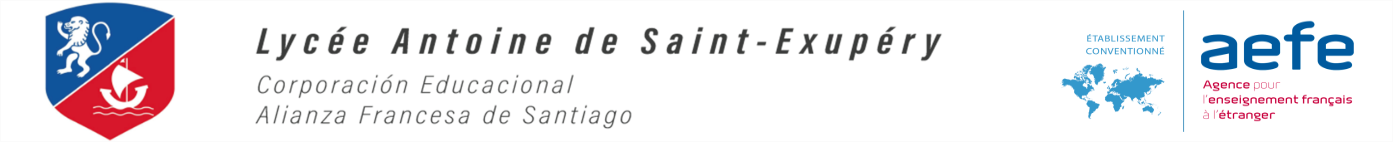 Lycée Antoine de Saint-Exupéry
Corporación Educacional
Alianza Francesa de Santiago
ÉTABLISSEMENT
CONVENTIONNÉ
aefe
Agence pour
l'enseignement français
à l'étranger